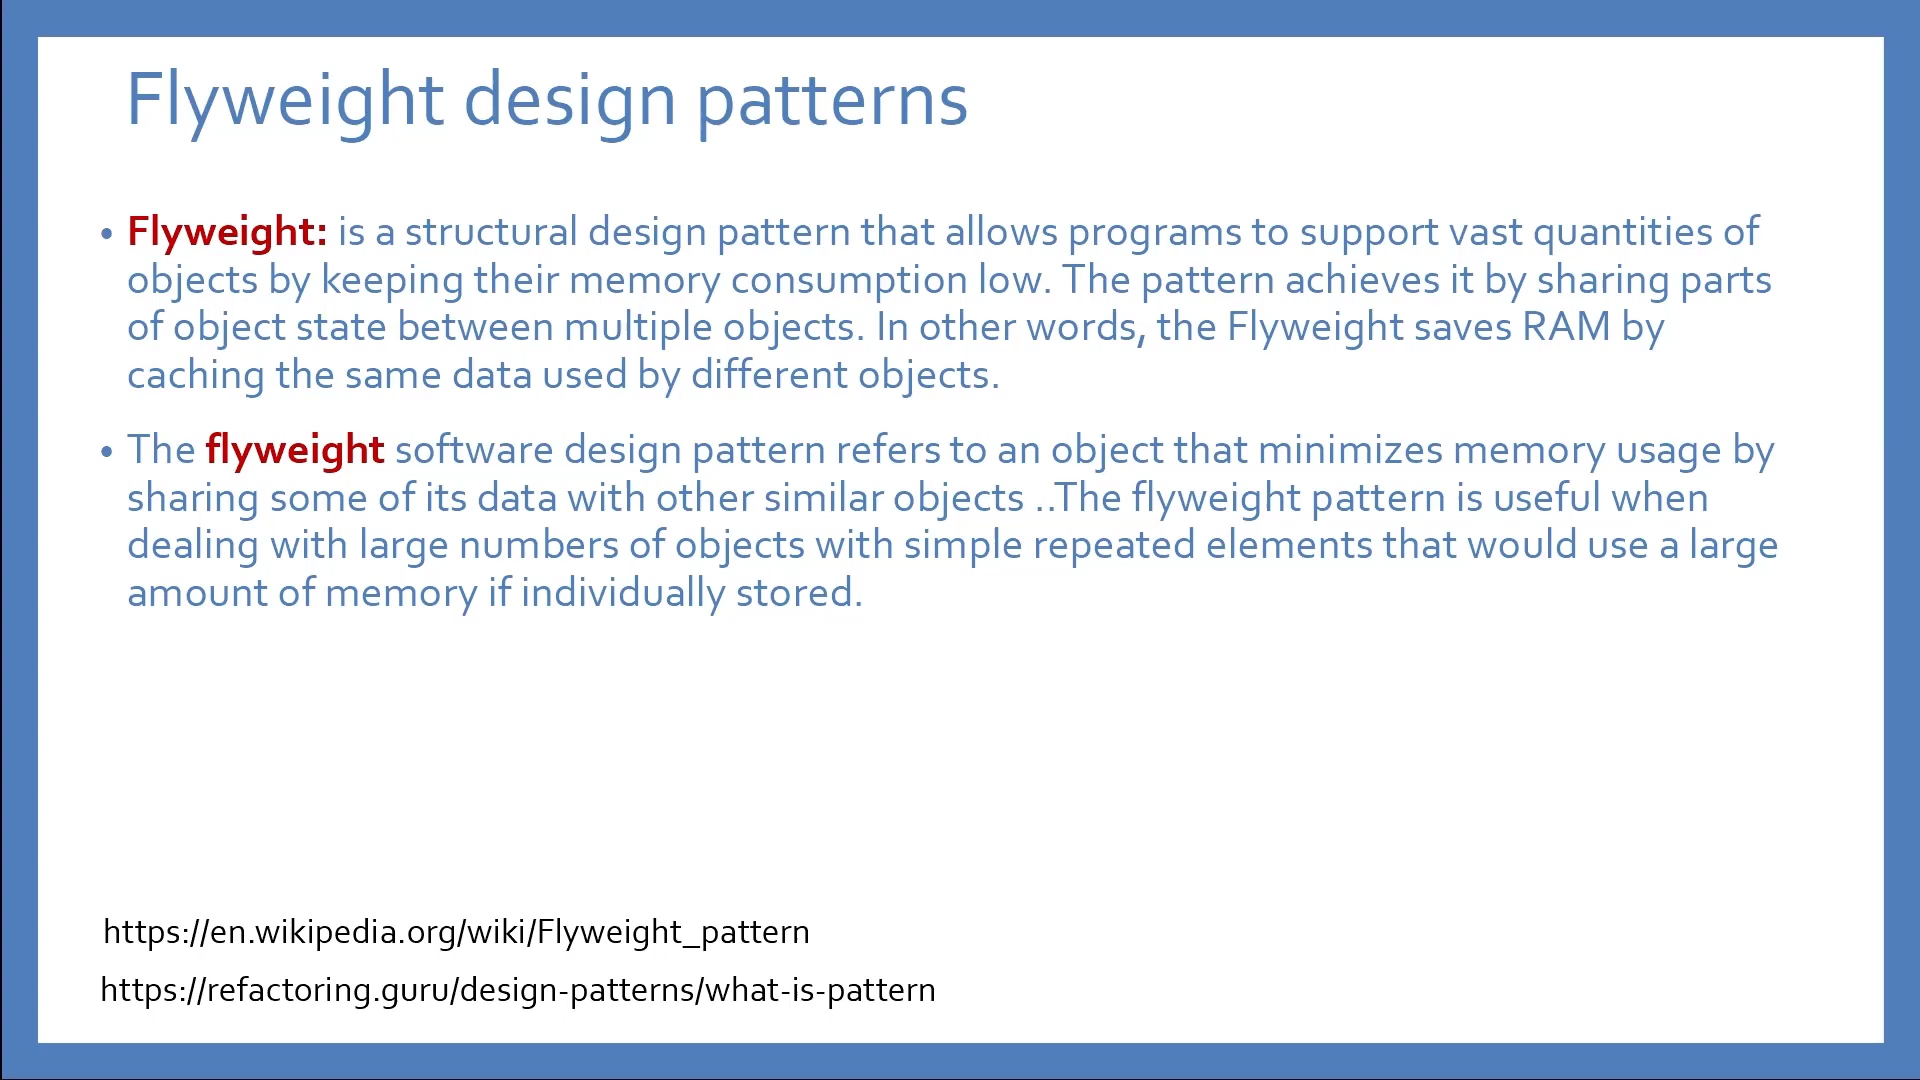 Flyweight design patterns
• Flyweight: is a structural design pattern that allows programs to support vast quantities of
objects by keeping their memory consumption low. The pattern achieves it by sharing parts
of object state between multiple objects. In other words, the Flyweight saves RAM by
caching the same data used by different objects.
• The flyweight software design pattern refers to an object that minimizes memory usage by
sharing some of its data with other similar objects ..The flyweight pattern is useful when
dealing with large numbers of objects with simple repeated elements that would use a large
amount of memory if individually stored.
https://en.wikipedia.org/wiki/Flyweight_pattern
https://refactoring.guru/design-patterns/what-is-pattern